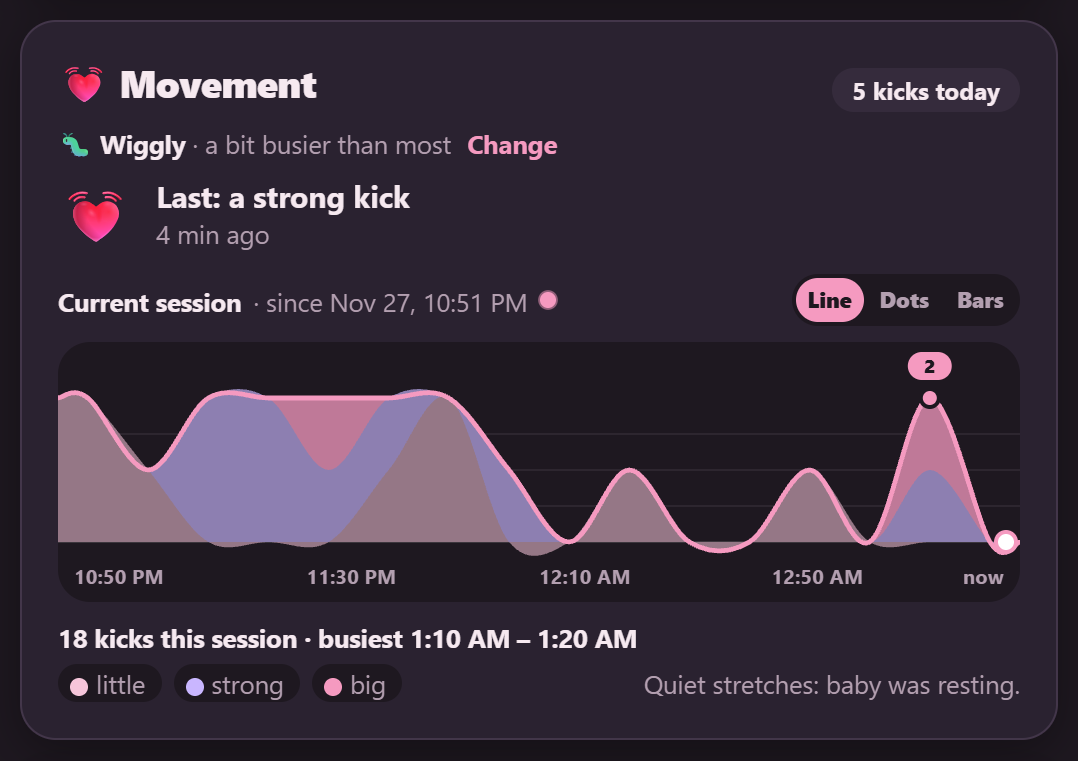 Movement
5 kicks today
Wiggly · a bit busier than most Change
Last: a strong kick
4 min ago
Current session · since Nov 27, 10:51 PM
Line Dots Bars
2
10:50 PM 11:30 PM 12:10 AM 12:50 AM now
18 kicks this session · busiest 1:10 AM – 1:20 AM
little strong big
Quiet stretches: baby was resting.